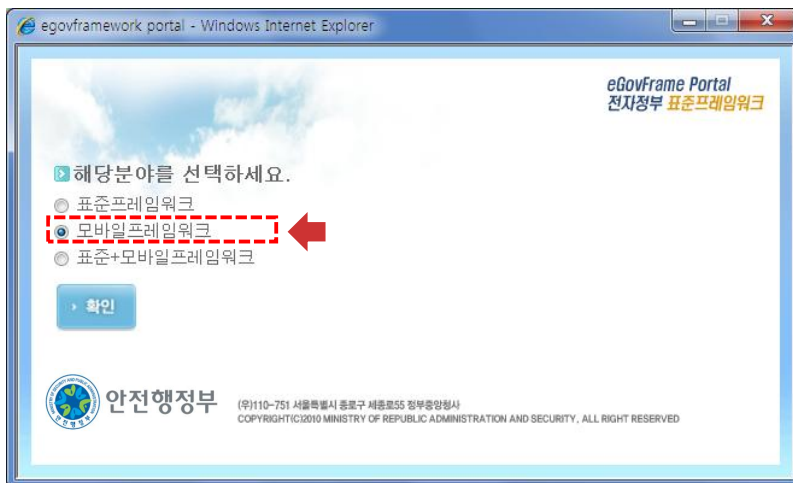 egovframework portal - Windows Internet Explorer
eGovFrame Portal
전자정부 표준프레임워크
해당분야를 선택하세요.
표준프레임워크
모바일프레임워크
표준+모바일프레임워크
확인
안전행정부
(우)110-751 서울특별시 종로구 세종로55 정부중앙청사
COPYRIGHT(C)2010 MINISTRY OF REPUBLIC ADMINISTRATION AND SECURITY, ALL RIGHT RESERVED